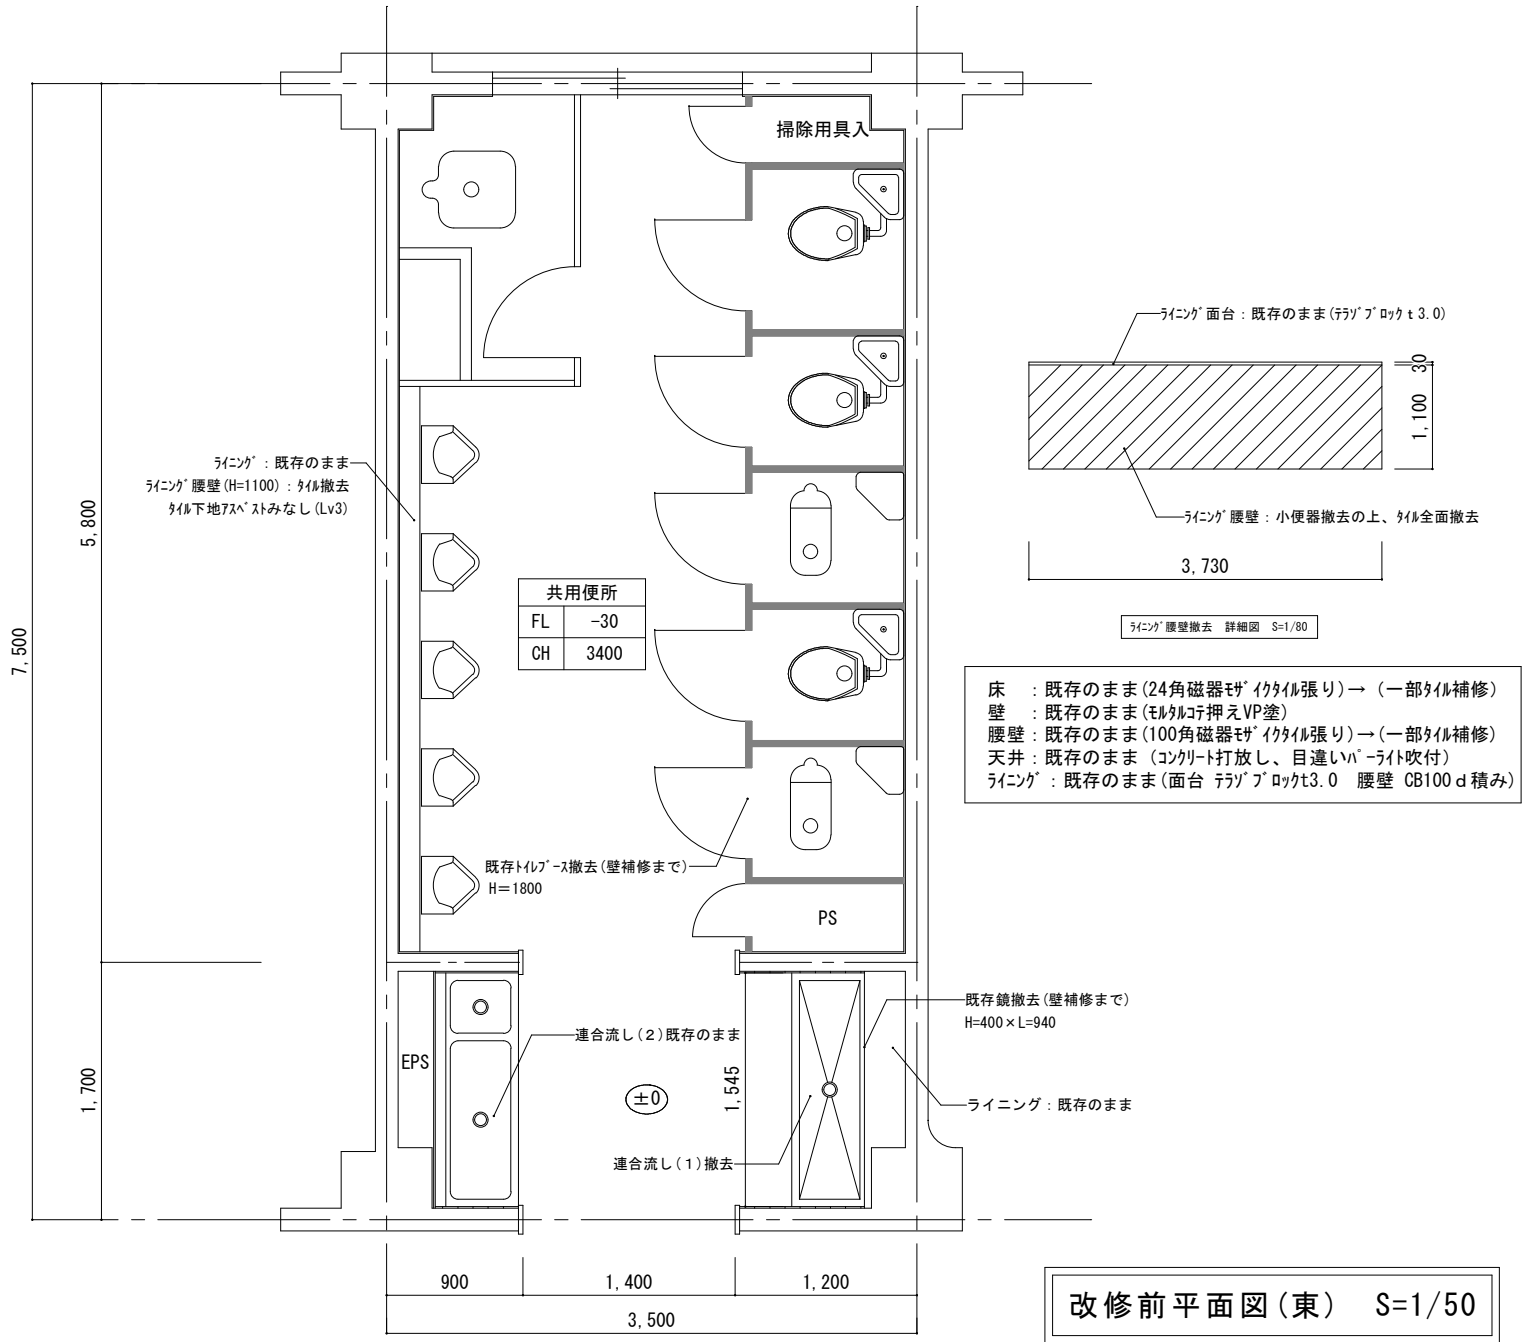 掃除用具入
ﾗｲﾆﾝｸﾞ面台：既存のまま(ﾃﾗｿﾞﾌﾞﾛｯｸｔ3.0)
30
1,100
ﾗｲﾆﾝｸﾞ腰壁：小便器撤去の上、ﾀｲﾙ全面撤去
3,730
ﾗｲﾆﾝｸﾞ腰壁撤去　詳細図　S=1/80
ﾗｲﾆﾝｸﾞ：既存のまま
ﾗｲﾆﾝｸﾞ腰壁(H=1100)：ﾀｲﾙ撤去
ﾀｲﾙ下地ｱｽﾍﾞｽﾄみなし(Lv3)
5,800
7,500
1,700
共用便所
FL　-30
CH　3400
床　：既存のまま(24角磁器ﾓｻﾞｲｸﾀｲﾙ張り)→（一部ﾀｲﾙ補修）
壁　：既存のまま(ﾓﾙﾀﾙｺﾃ押えVP塗)
腰壁：既存のまま(100角磁器ﾓｻﾞｲｸﾀｲﾙ張り)→(一部ﾀｲﾙ補修）
天井：既存のまま（ｺﾝｸﾘｰﾄ打放し、目違いﾊﾟｰﾗｲﾄ吹付）
ﾗｲﾆﾝｸﾞ：既存のまま(面台 ﾃﾗｿﾞﾌﾞﾛｯｸt3.0　腰壁 CB100ｄ積み)
既存ﾄｲﾚﾌﾞｰｽ撤去(壁補修まで)
H＝1800
PS
既存鏡撤去(壁補修まで)
H=400×L=940
連合流し(２)既存のまま
EPS
±0
1,545
ライニング：既存のまま
連合流し(１)撤去
900
1,400
1,200
3,500
改修前平面図(東)　S=1/50